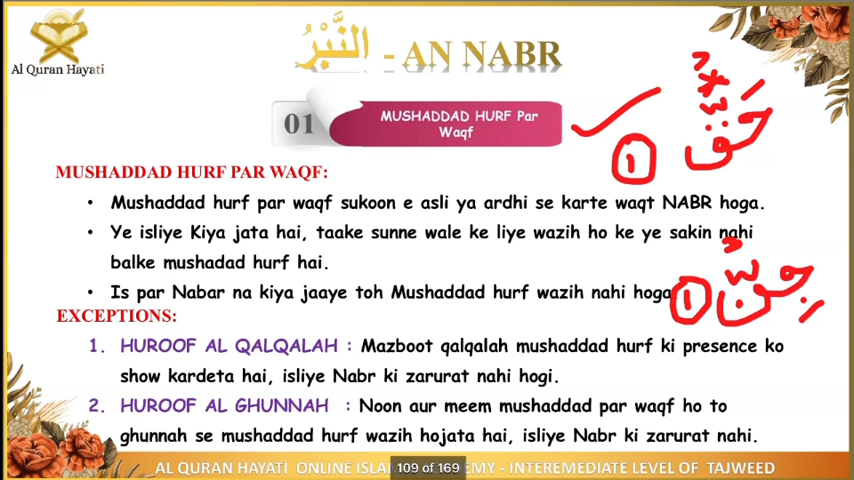 النَّبْرُ - AN NABR
Al Quran Hayati
01
MUSHADDAD HURF Par
Waqf
MUSHADDAD HURF PAR WAQF:
• Mushaddad hurf par waqf sukoon e asli ya ardhi se karte waqt NABR hoga.
• Ye isliye Kiya jata hai, taake sunne wale ke liye wazih ho ke ye sakin nahi
balke mushadad hurf hai.
• Is par Nabar na kiya jaaye toh Mushaddad hurf wazih nahi hoga
EXCEPTIONS:
1. HUROOF AL QALQALAH : Mazboot qalqalah mushaddad hurf ki presence ko
show kardeta hai, isliye Nabr ki zarurat nahi hogi.
2. HUROOF AL GHUNNAH : Noon aur meem mushaddad par waqf ho to
ghunnah se mushaddad hurf wazih hojata hai, isliye Nabr ki zarurat nahi.
AL QURAN HAYATI ONLINE ISLA
109 of 169
EMY - INTEREMEDIATE LEVEL OF TAJWEED